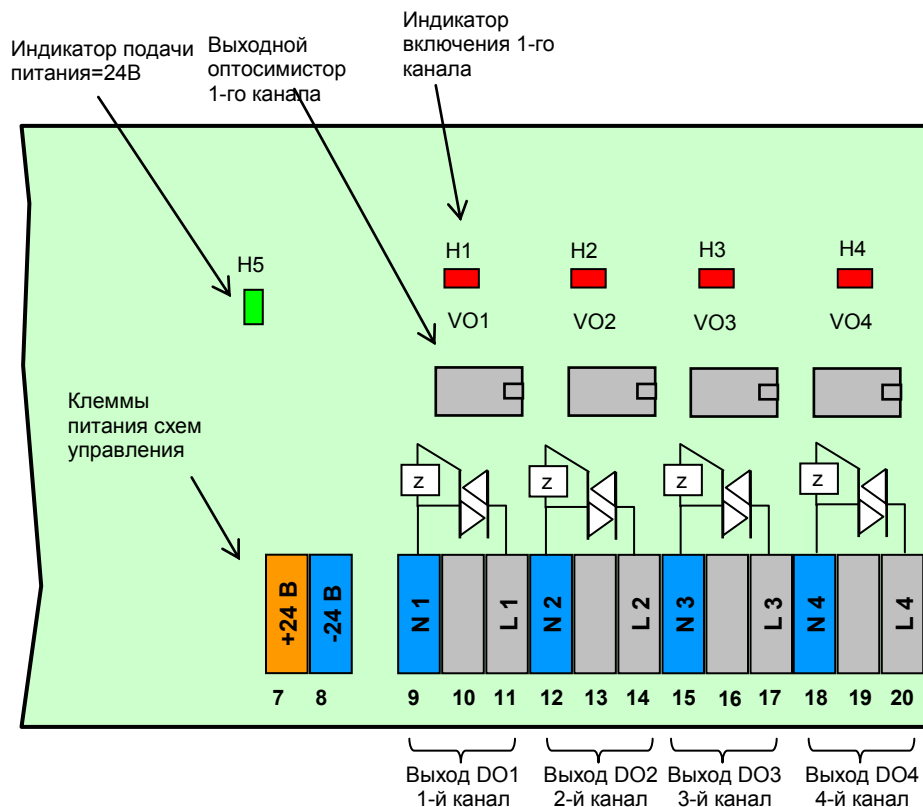 Индикатор подачи
питания=24В
Выходной
оптосимистор
1-го канала
Индикатор
включения 1-го
канала
H5
H1
H2
H3
H4
VO1
VO2
VO3
VO4
Клеммы
питания схем
управления
z
z
z
z
+24 В
-24 В
N 1
L 1
N 2
L 2
N 3
L 3
N 4
L 4
7
8
9
10
11
12
13
14
15
16
17
18
19
20
Выход DO1
1-й канал
Выход DO2
2-й канал
Выход DO3
3-й канал
Выход DO4
4-й канал